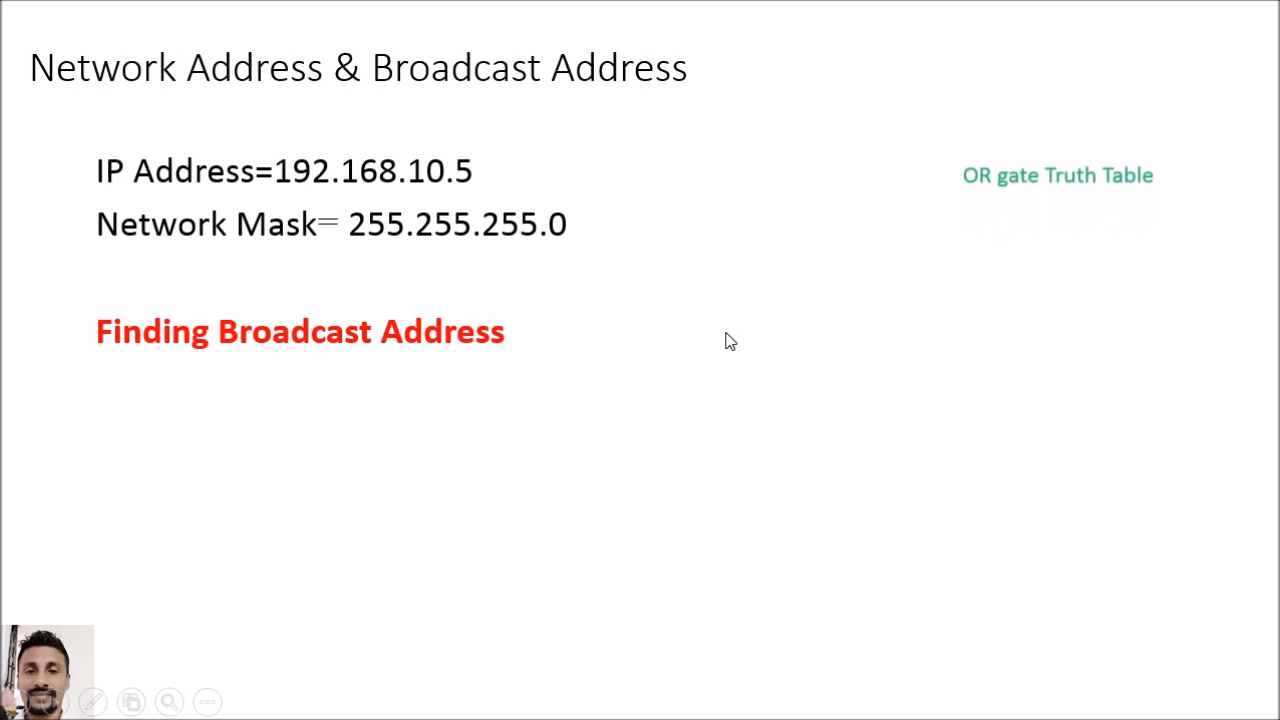 Network Address & Broadcast Address
IP Address=192.168.10.5
OR gate Truth Table
Network Mask= 255.255.255.0
Finding Broadcast Address